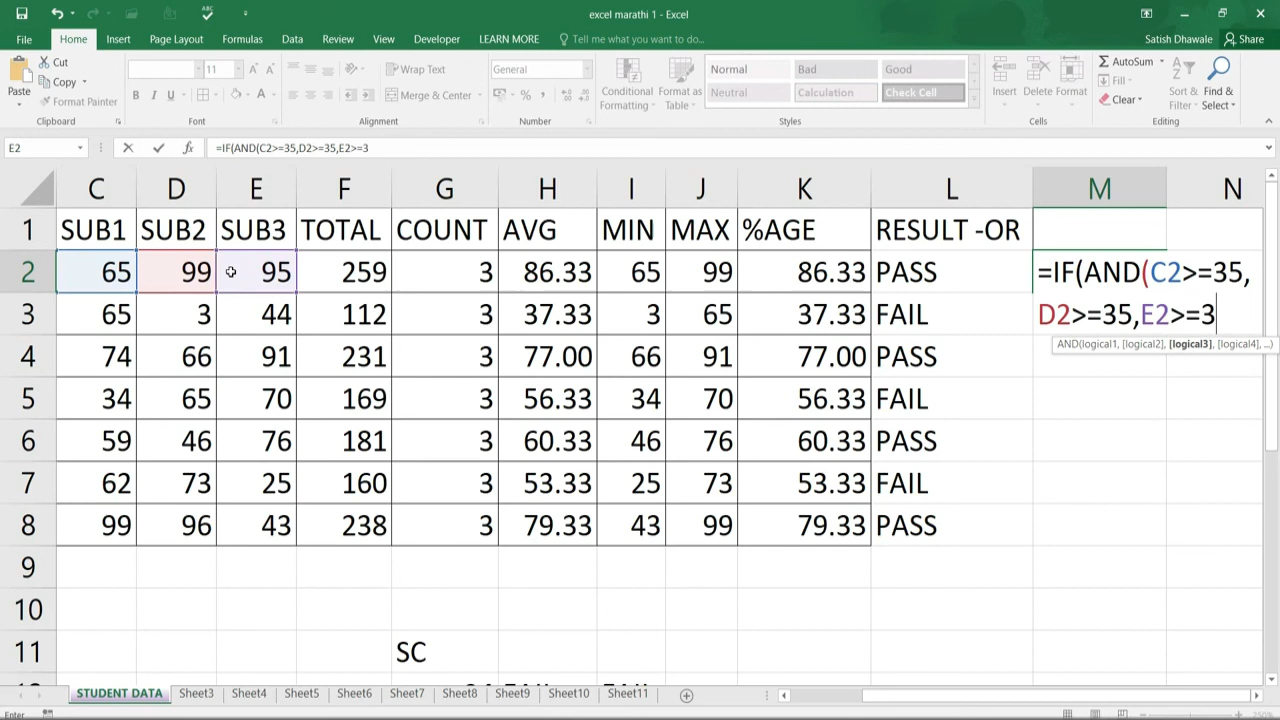 excel marathi 1 - Excel
File Home Insert Page Layout Formulas Data Review View Developer LEARN MORE Tell me what you want to do... Satish Dhawale Share
Paste Cut Copy Format Painter
Clipboard
11
B I U A
Font
Wrap Text
Merge & Center
Alignment
General
%
Number
Conditional Formatting Format as Table
Normal Bad Good
Neutral Calculation Check Cell
Styles
Insert Delete Format
Cells
AutoSum
Fill
Clear
Sort & Filter Find & Select
Editing
E2 fx =IF(AND(C2>=35,D2>=35,E2>=3
C D E F G H I J K L M N
1 SUB1 SUB2 SUB3 TOTAL COUNT AVG MIN MAX %AGE RESULT -OR
2 65 99 95 259 3 86.33 65 99 86.33 PASS =IF(AND(C2>=35,
3 65 3 44 112 3 37.33 3 65 37.33 FAIL D2>=35,E2>=3
AND(logical1, [logical2], [logical3], [logical4], ...)
4 74 66 91 231 3 77.00 66 91 77.00 PASS
5 34 65 70 169 3 56.33 34 70 56.33 FAIL
6 59 46 76 181 3 60.33 46 76 60.33 PASS
7 62 73 25 160 3 53.33 25 73 53.33 FAIL
8 99 96 43 238 3 79.33 43 99 79.33 PASS
9
10
11 SC
STUDENT DATA Sheet3 Sheet4 Sheet5 Sheet6 Sheet7 Sheet8 Sheet9 Sheet10 Sheet11
Enter 250%